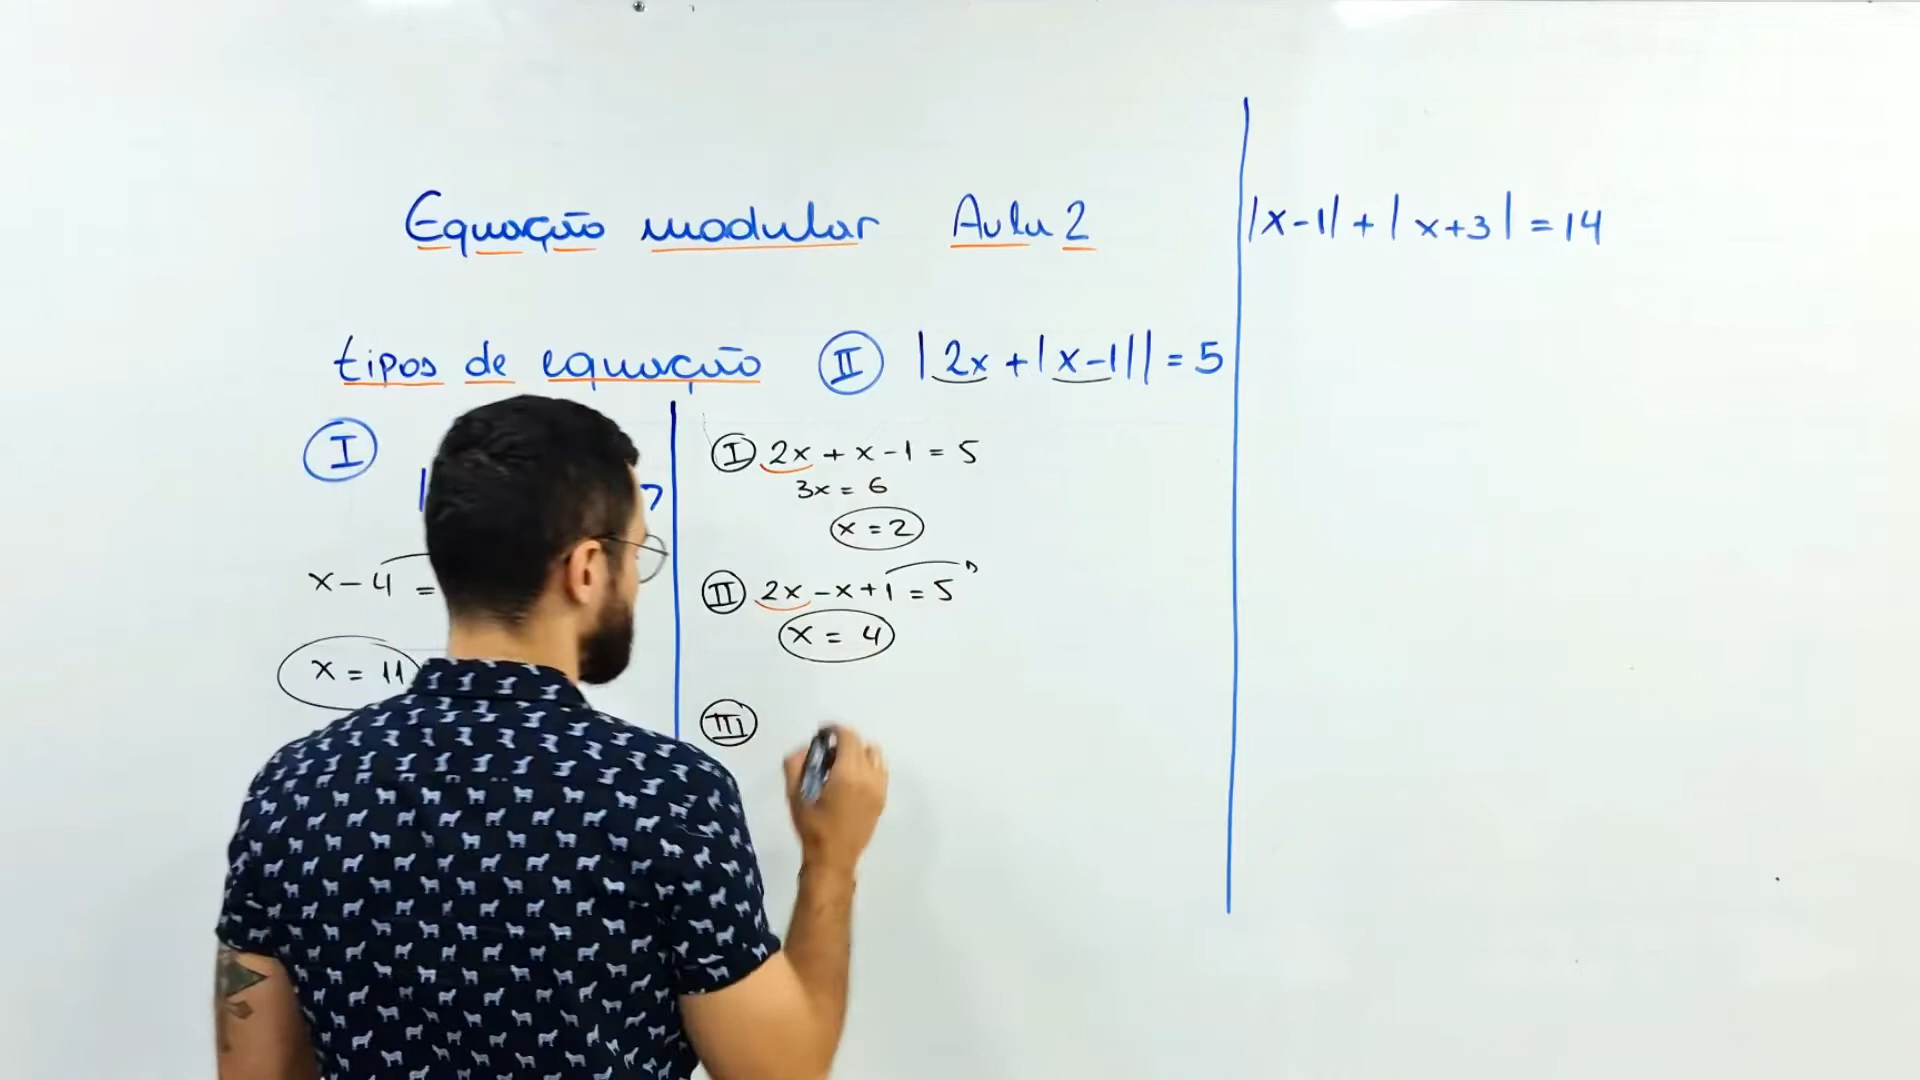 Equação modular Aula 2
tipos de equação
I
x-4 =
x = 11
II |2x + |x-1|| = 5
I 2x + x - 1 = 5
3x = 6
x = 2
II 2x - x + 1 = 5
x = 4
III
|x-1| + |x+3| = 14